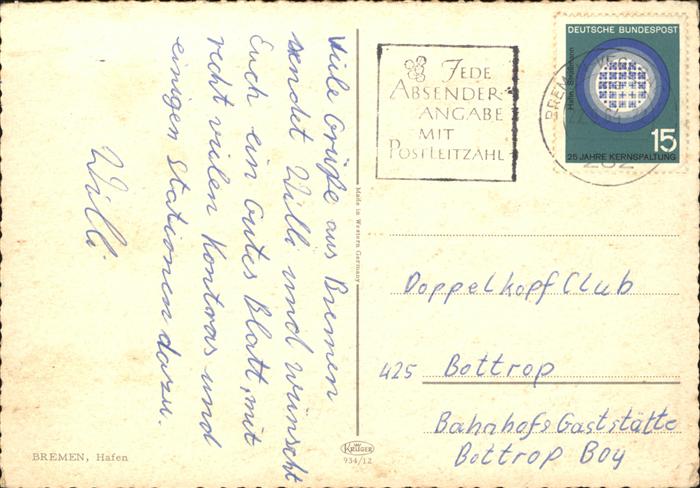 Viele Grüße aus Bremen
sendet Willi und wünscht
Euch ein Gutes Blatt, mit
recht vielen Kontras und
einigen Stationen dazu.
Willi
BREMEN, Hafen
Made in Western Germany
KRÜGER
934/12
JEDE
ABSENDER-
ANGABE
MIT
POSTLEITZAHL
DEUTSCHE BUNDESPOST
Hahn · Straßmann
15
25 JAHRE KERNSPALTUNG
Doppelkopf Club
425 Bottrop
Bahnhofs Gaststätte
Bottrop Boy